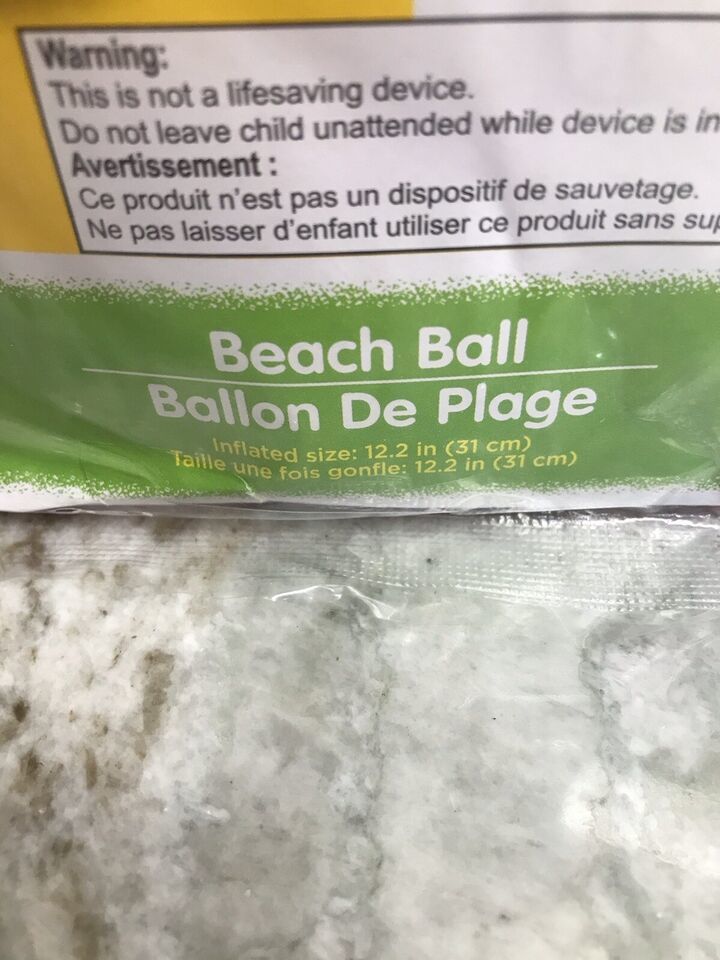 Warning:
This is not a lifesaving device.
Do not leave child unattended while device is in
Avertissement :
Ce produit n'est pas un dispositif de sauvetage.
Ne pas laisser d'enfant utiliser ce produit sans
Beach Ball
Ballon De Plage
Inflated size: 12.2 in (31 cm)
Taille une fois gonfle: 12.2 in (31 cm)